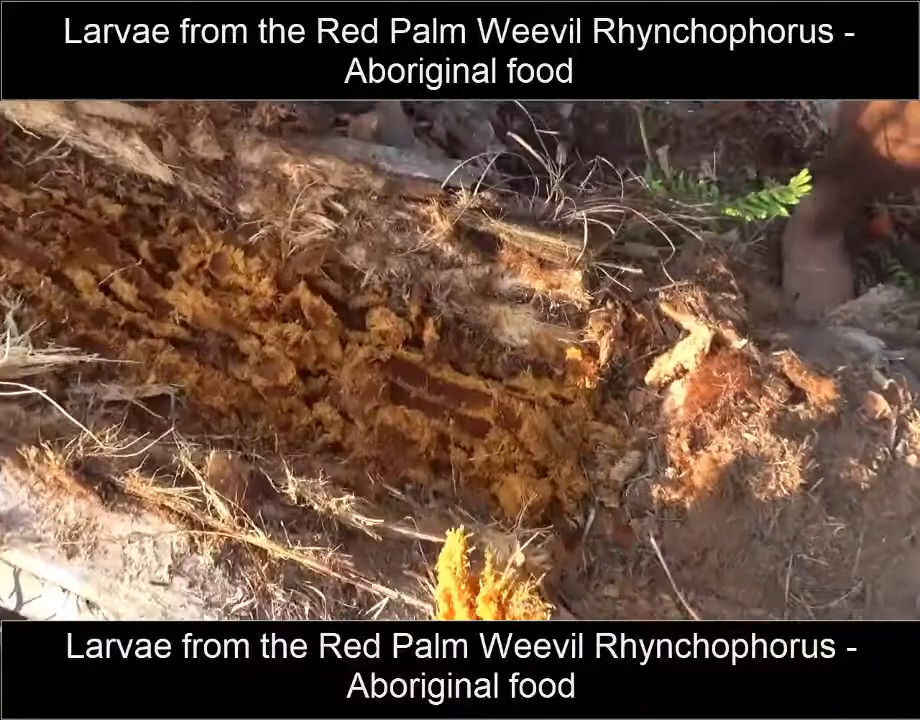 Larvae from the Red Palm Weevil Rhynchophorus -
Aboriginal food
Larvae from the Red Palm Weevil Rhynchophorus -
Aboriginal food